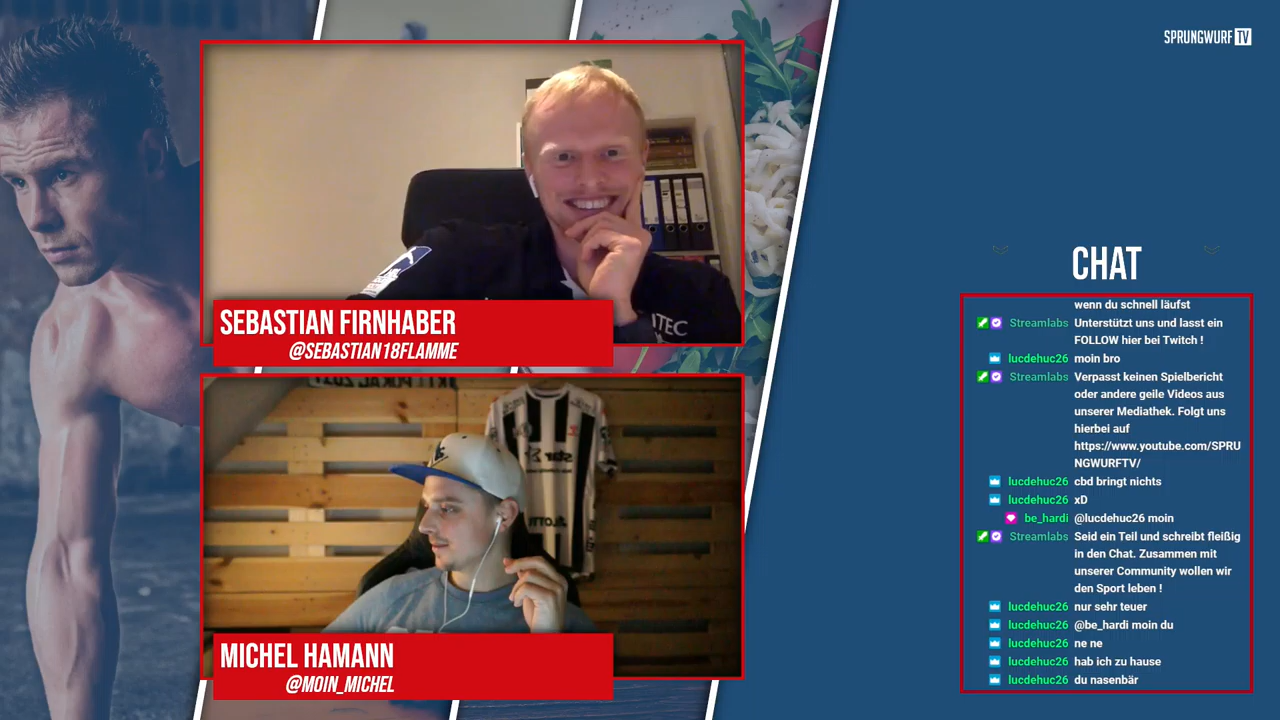 SPRUNGWURF TV
SEBASTIAN FIRNHABER
@SEBASTIAN18FLAMME
MICHEL HAMANN
@MOIN_MICHEL
CHAT
wenn du schnell läufst
Streamlabs Unterstützt uns und lasst ein
FOLLOW hier bei Twitch !
lucdehuc26 moin bro
Streamlabs Verpasst keinen Spielbericht
oder andere geile Videos aus
unserer Mediathek. Folgt uns
hierbei auf
https://www.youtube.com/SPRU
NGWURFTV/
lucdehuc26 cbd bringt nichts
lucdehuc26 xD
be_hardi @lucdehuc26 moin
Streamlabs Seid ein Teil und schreibt fleißig
in den Chat. Zusammen mit
unserer Community wollen wir
den Sport leben !
lucdehuc26 nur sehr teuer
lucdehuc26 @be_hardi moin du
lucdehuc26 ne ne
lucdehuc26 hab ich zu hause
lucdehuc26 du nasenbär